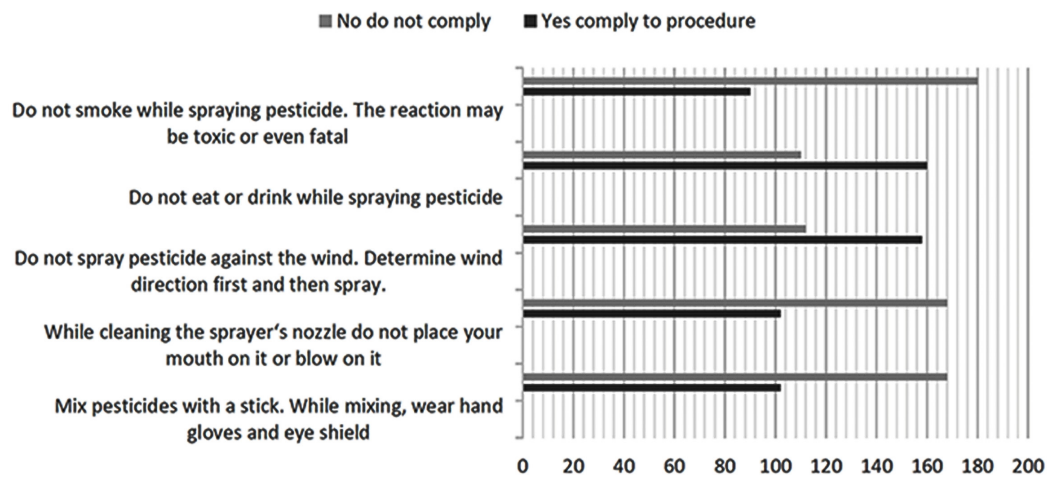 No do not comply Yes comply to procedure
Do not smoke while spraying pesticide. The reaction may
be toxic or even fatal
Do not eat or drink while spraying pesticide
Do not spray pesticide against the wind. Determine wind
direction first and then spray.
While cleaning the sprayer‘s nozzle do not place your
mouth on it or blow on it
Mix pesticides with a stick. While mixing, wear hand
gloves and eye shield
0 20 40 60 80 100 120 140 160 180 200